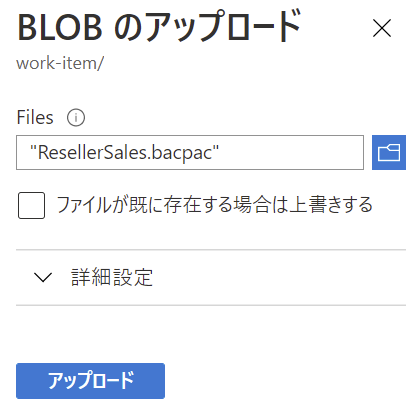 BLOB のアップロード
work-item/
Files
"ResellerSales.bacpac"
ファイルが既に存在する場合は上書きする
詳細設定
アップロード